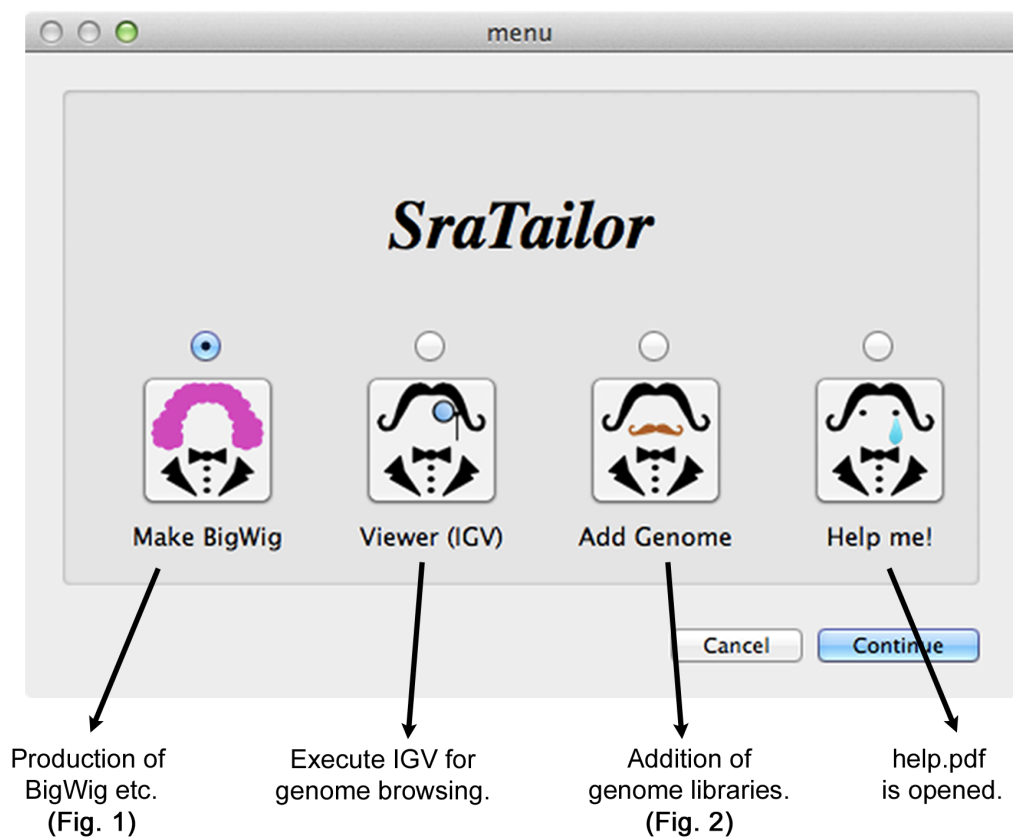 menu
SraTailor
Make BigWig
Viewer (IGV)
Add Genome
Help me!
Cancel
Continue
Production of
BigWig etc.
(Fig. 1)
Execute IGV for
genome browsing.
Addition of
genome libraries.
(Fig. 2)
help.pdf
is opened.